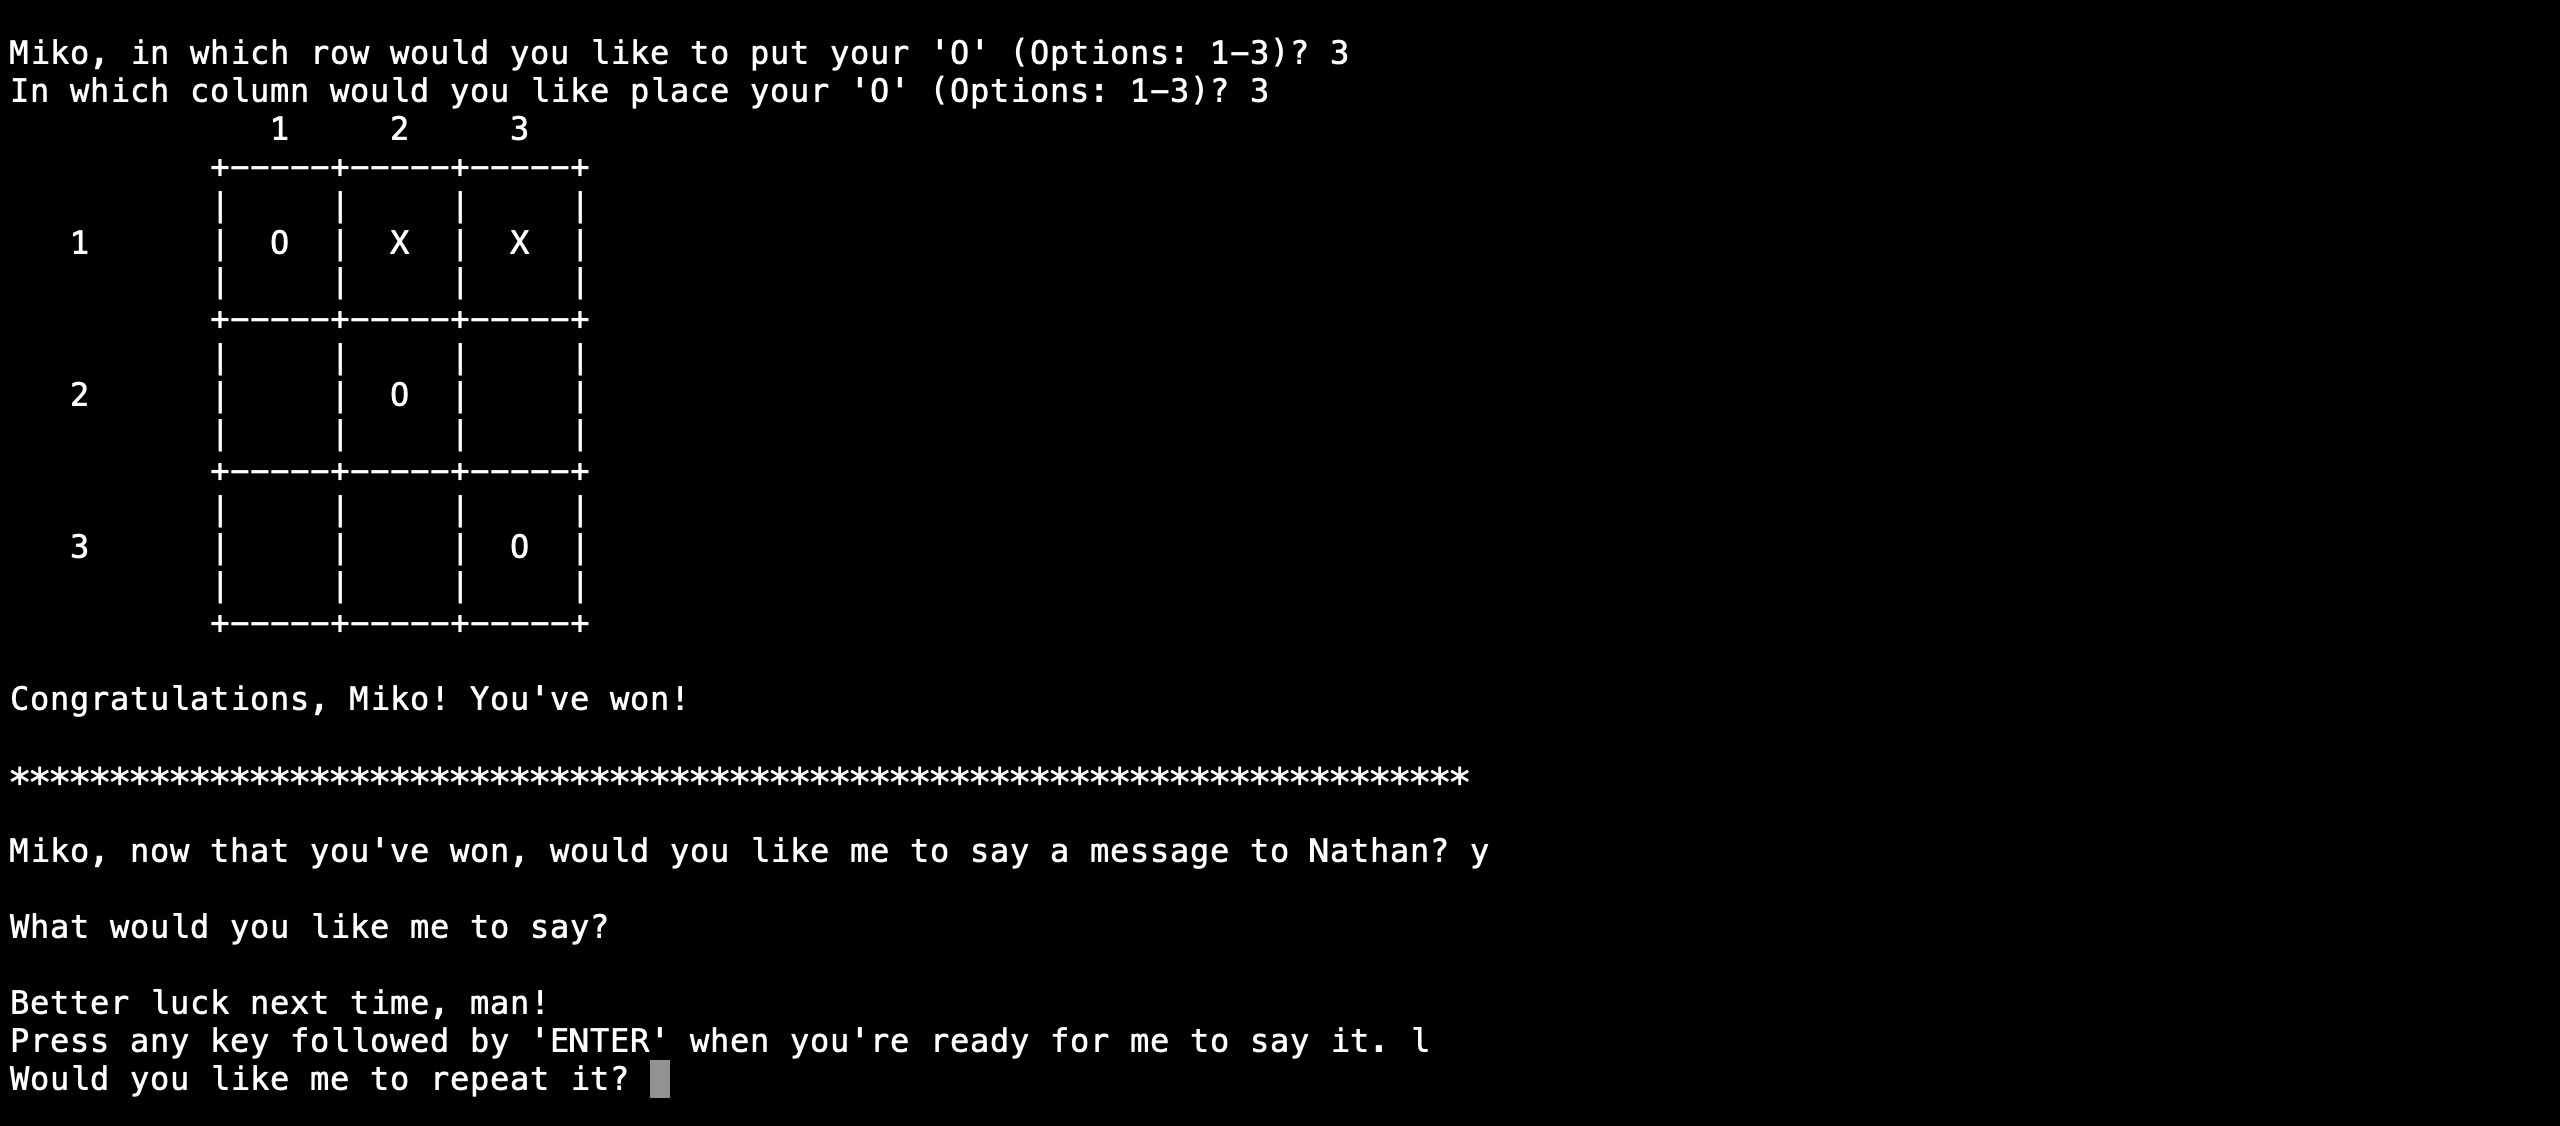 Miko, in which row would you like to put your 'O' (Options: 1-3)? 3
In which column would you like place your 'O' (Options: 1-3)? 3
             1     2     3
          +-----+-----+-----+
          |     |     |     |
   1      |  O  |  X  |  X  |
          |     |     |     |
          +-----+-----+-----+
          |     |     |     |
   2      |     |  O  |     |
          |     |     |     |
          +-----+-----+-----+
          |     |     |     |
   3      |     |     |  O  |
          |     |     |     |
          +-----+-----+-----+
Congratulations, Miko! You've won!
*************************************************************************
Miko, now that you've won, would you like me to say a message to Nathan? y
What would you like me to say?
Better luck next time, man!
Press any key followed by 'ENTER' when you're ready for me to say it. l
Would you like me to repeat it?